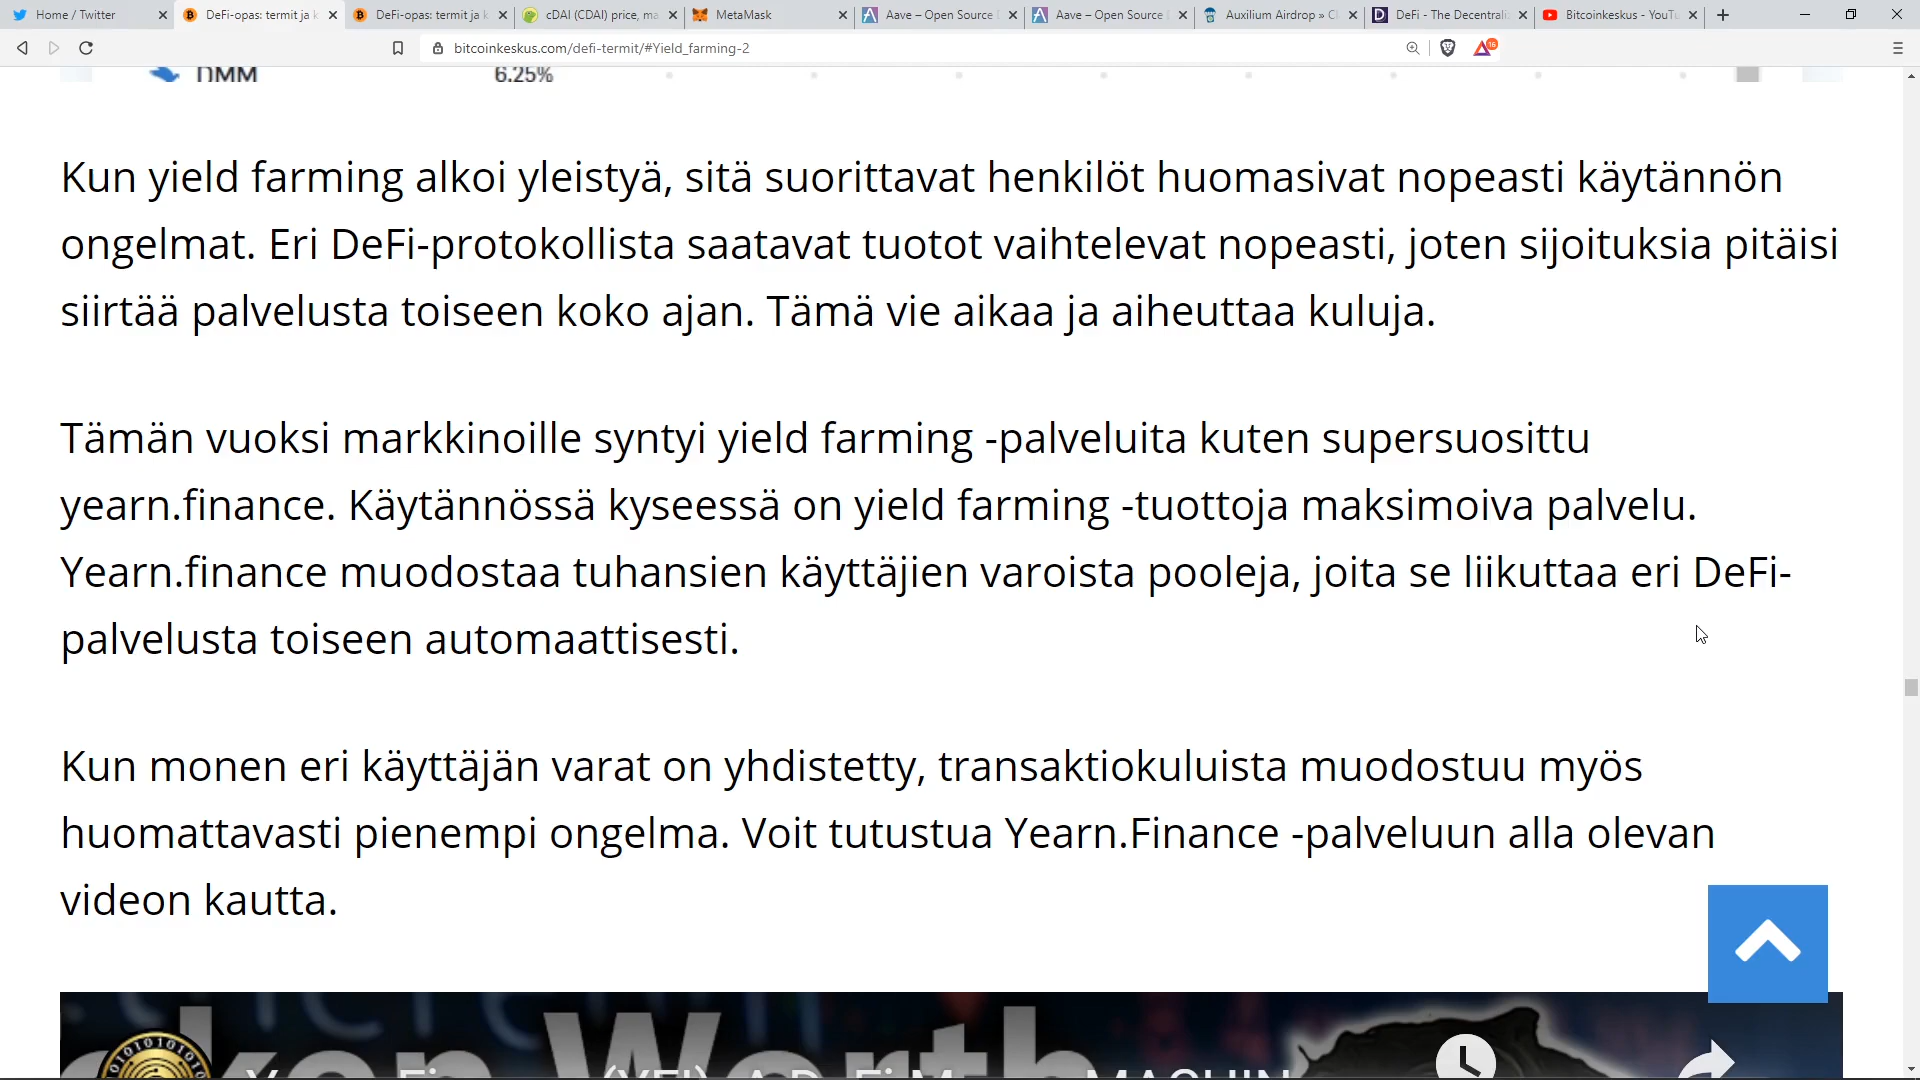 Home / Twitter
DeFi-opas: termit ja k
DeFi-opas: termit ja k
cDAI (CDAI) price, ma
MetaMask
Aave – Open Source
Aave – Open Source
Auxilium Airdrop » Cl
DeFi - The Decentrali
Bitcoinkeskus - YouTu
bitcoinkeskus.com/defi-termit/#Yield_farming-2
16
DMM 6.25%
Kun yield farming alkoi yleistyä, sitä suorittavat henkilöt huomasivat nopeasti käytännön
ongelmat. Eri DeFi-protokollista saatavat tuotot vaihtelevat nopeasti, joten sijoituksia pitäisi
siirtää palvelusta toiseen koko ajan. Tämä vie aikaa ja aiheuttaa kuluja.
Tämän vuoksi markkinoille syntyi yield farming -palveluita kuten supersuosittu
yearn.finance. Käytännössä kyseessä on yield farming -tuottoja maksimoiva palvelu.
Yearn.finance muodostaa tuhansien käyttäjien varoista pooleja, joita se liikuttaa eri DeFi-
palvelusta toiseen automaattisesti.
Kun monen eri käyttäjän varat on yhdistetty, transaktiokuluista muodostuu myös
huomattavasti pienempi ongelma. Voit tutustua Yearn.Finance -palveluun alla olevan
videon kautta.